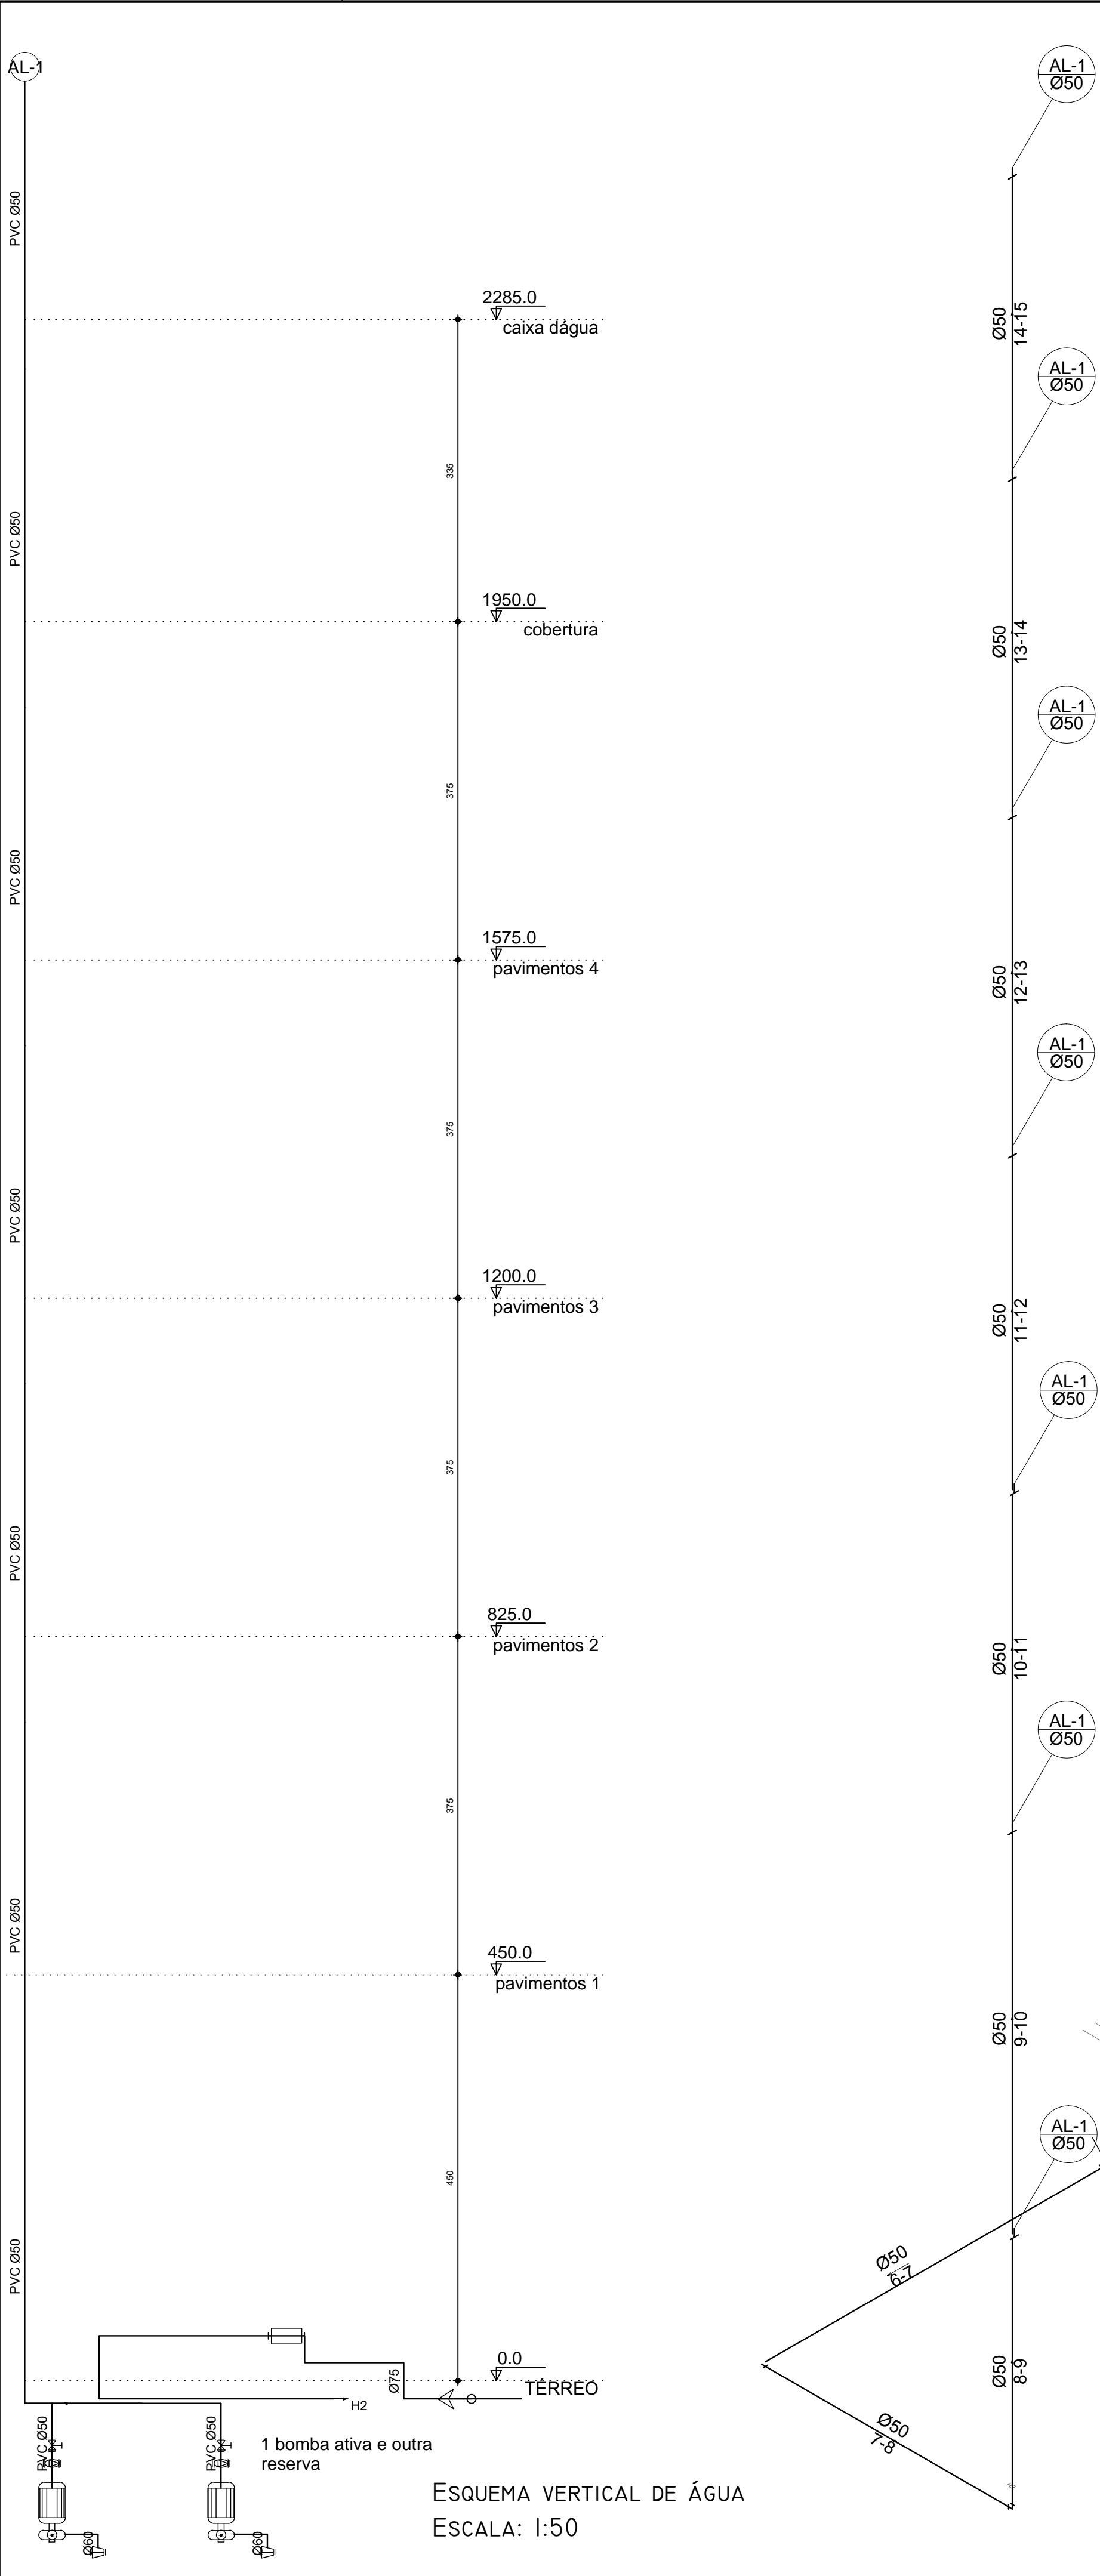 AL-1
PVC Ø50
2285.0
caixa dágua
335
PVC Ø50
1950.0
cobertura
375
PVC Ø50
1575.0
pavimentos 4
375
PVC Ø50
1200.0
pavimentos 3
375
PVC Ø50
825.0
pavimentos 2
375
PVC Ø50
450.0
pavimentos 1
450
PVC Ø50
0.0
TÉRREO
Ø75
H2
PVC Ø50
PVC Ø50
1 bomba ativa e outra
reserva
Ø60
Ø60
ESQUEMA VERTICAL DE ÁGUA
ESCALA: 1:50
AL-1
Ø50
Ø50
14-15
AL-1
Ø50
Ø50
13-14
AL-1
Ø50
Ø50
12-13
AL-1
Ø50
Ø50
11-12
AL-1
Ø50
Ø50
10-11
AL-1
Ø50
Ø50
9-10
AL-1
Ø50
Ø50
6-7
Ø50
8-9
Ø50
7-8